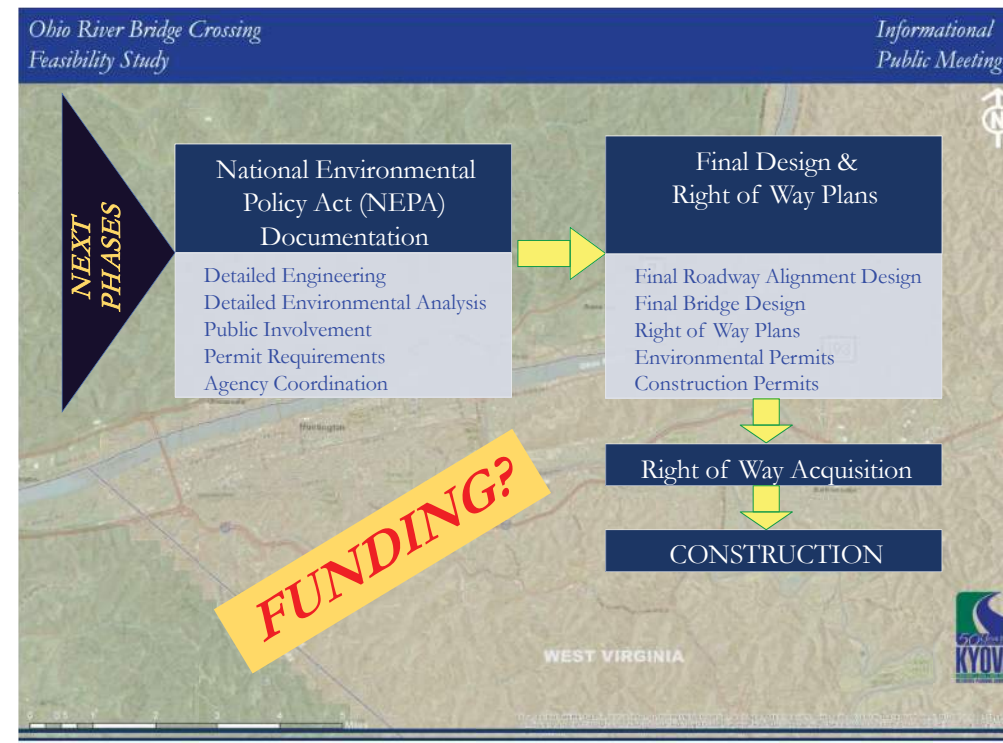 Ohio River Bridge Crossing
Feasibility Study
Informational
Public Meeting
N
NEXT
PHASES
National Environmental
Policy Act (NEPA)
Documentation
Detailed Engineering
Detailed Environmental Analysis
Public Involvement
Permit Requirements
Agency Coordination
Final Design &
Right of Way Plans
Final Roadway Alignment Design
Final Bridge Design
Right of Way Plans
Environmental Permits
Construction Permits
Right of Way Acquisition
CONSTRUCTION
Huntington
FUNDING?
WEST VIRGINIA
KYOV
Miles